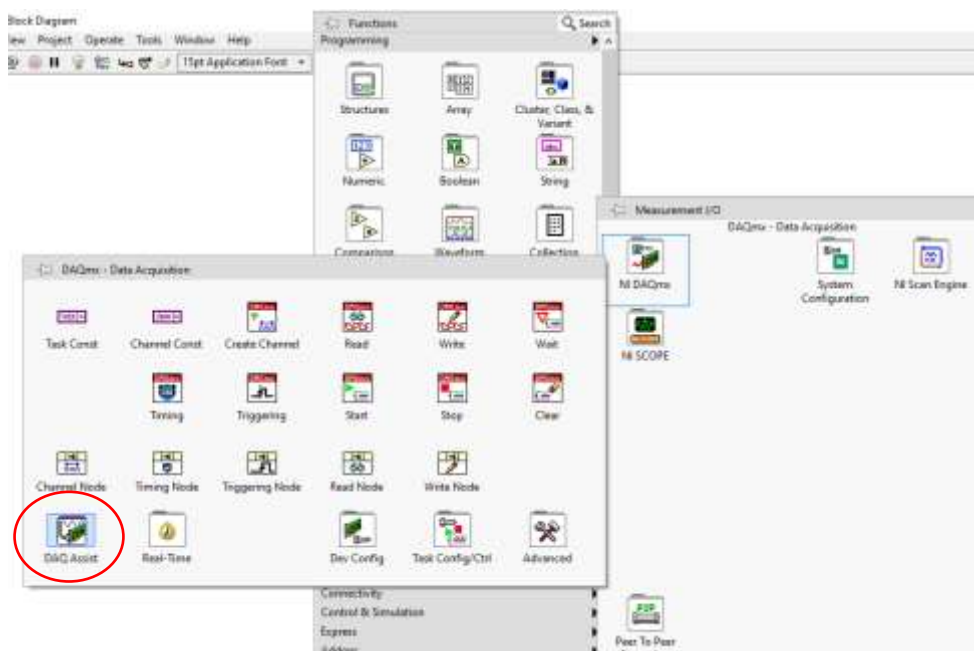 Block Diagram
View Project Operate Tools Window Help
15pt Application Font
Functions
Search
Programming
Structures
Array
Cluster, Class, &
Variant
Numeric
Boolean
String
Comparison
Waveform
Collection
Measurement I/O
DAQmx - Data Acquisition
NI DAQmx
System
Configuration
NI Scan Engine
NI SCOPE
DAQmx - Data Acquisition
Task Const
Channel Const
Create Channel
Read
Write
Wait
Timing
Triggering
Start
Stop
Clear
Channel Node
Timing Node
Triggering Node
Read Node
Write Node
DAQ Assist
Real-Time
Dev Config
Task Config/Ctrl
Advanced
Connectivity
Control & Simulation
Express
Addons
P2P
Peer To Peer